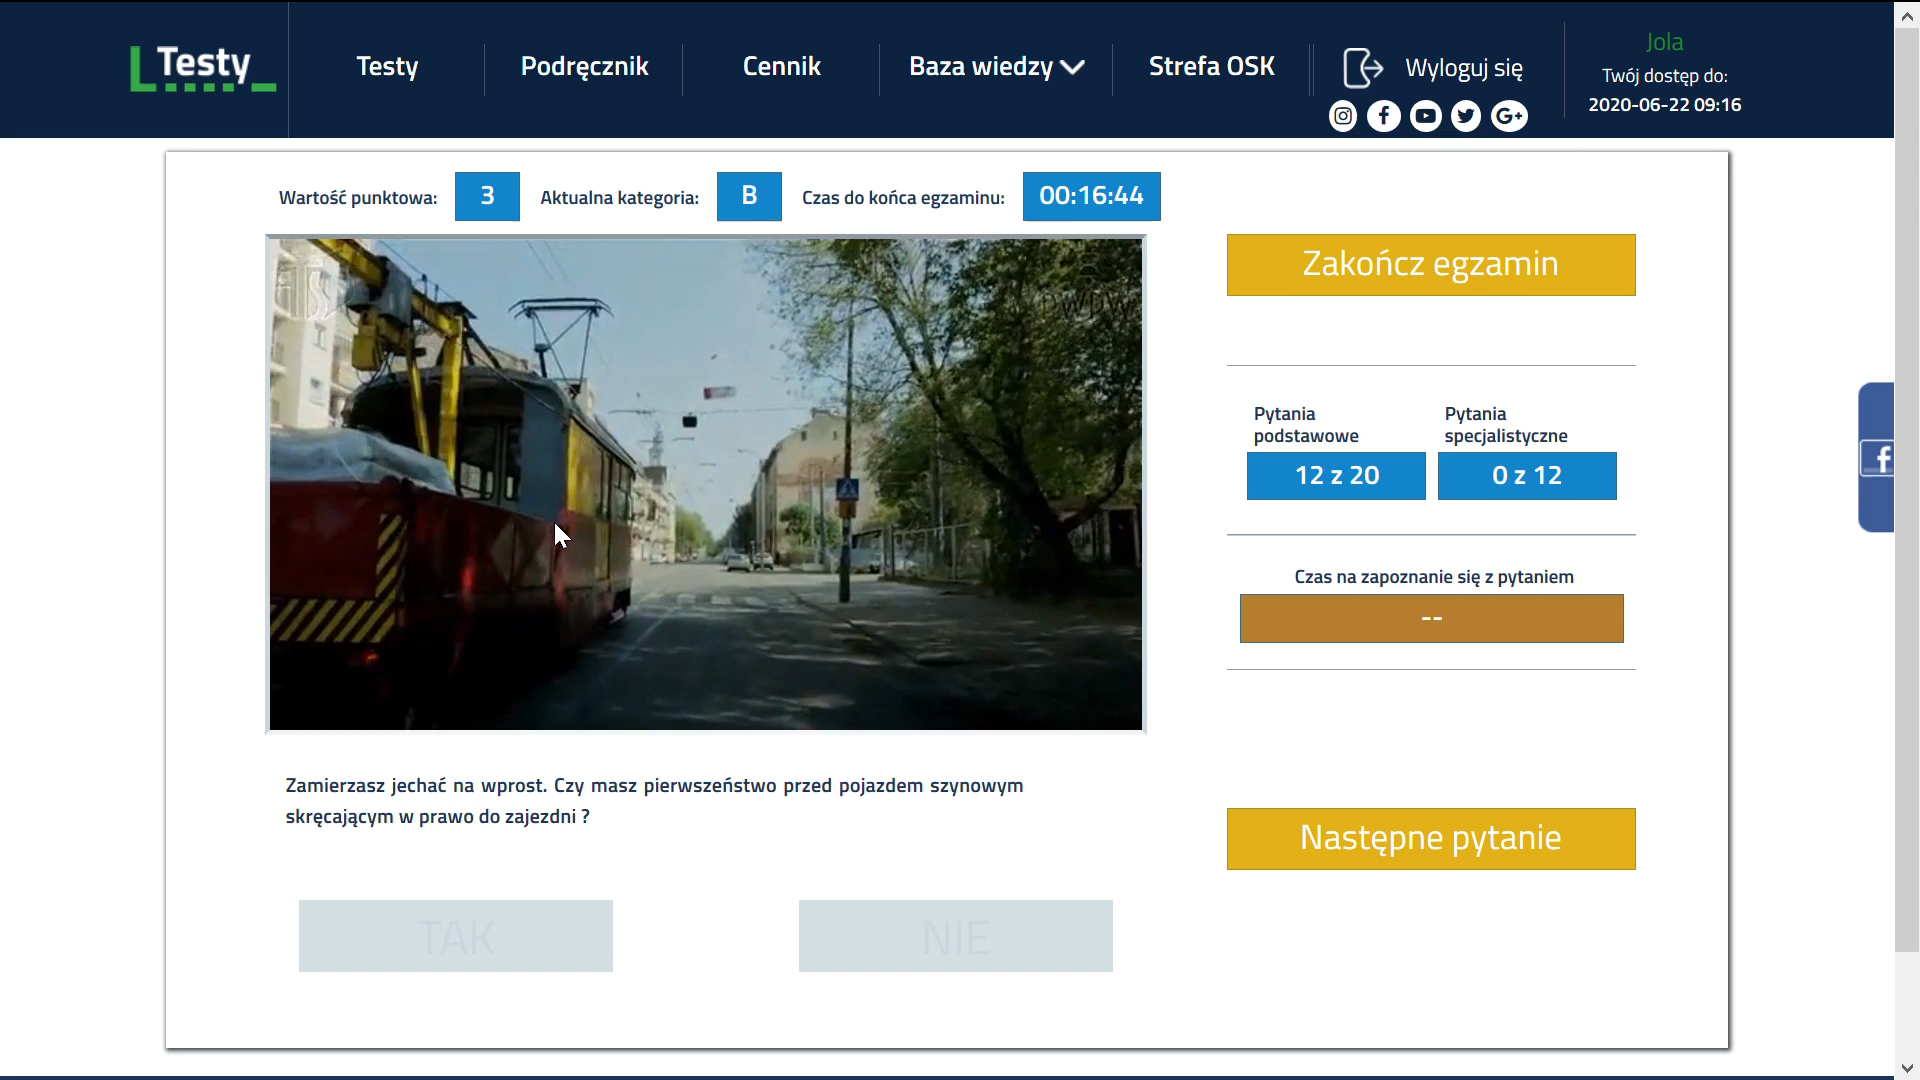 Testy
Testy
Podręcznik
Cennik
Baza wiedzy
Strefa OSK
Wyloguj się
Jola
Twój dostęp do:
2020-06-22 09:16
Wartość punktowa: 3 Aktualna kategoria: B Czas do końca egzaminu: 00:16:44
Zakończ egzamin
Pytania podstawowe
12 z 20
Pytania specjalistyczne
0 z 12
Czas na zapoznanie się z pytaniem
--
Zamierzasz jechać na wprost. Czy masz pierwszeństwo przed pojazdem szynowym
skręcającym w prawo do zajezdni ?
Następne pytanie
TAK
NIE